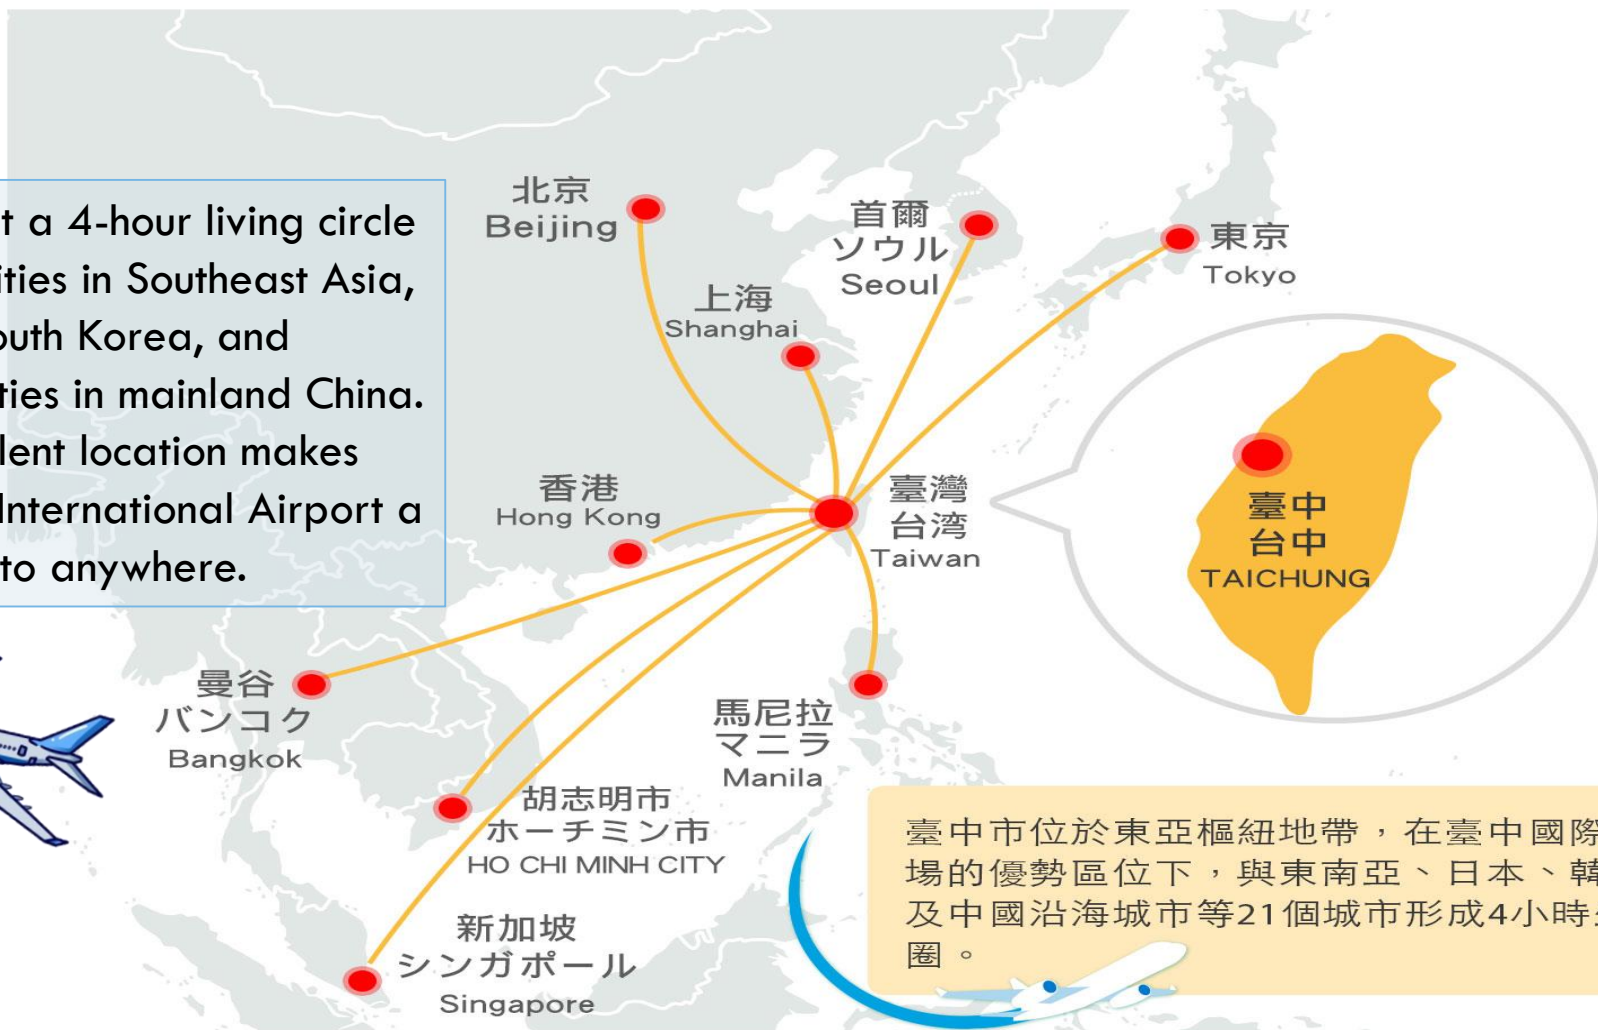 t a 4-hour living circle
ities in Southeast Asia,
outh Korea, and
ties in mainland China.
lent location makes
International Airport a
to anywhere.
北京
Beijing
首爾
ソウル
Seoul
東京
Tokyo
上海
Shanghai
香港
Hong Kong
臺灣
台湾
Taiwan
臺中
台中
TAICHUNG
曼谷
バンコク
Bangkok
馬尼拉
マニラ
Manila
胡志明市
ホーチミン市
HO CHI MINH CITY
新加坡
シンガポール
Singapore
臺中市位於東亞樞紐地帶，在臺中國際
場的優勢區位下，與東南亞、日本、韓
及中國沿海城市等21個城市形成4小時
圈。